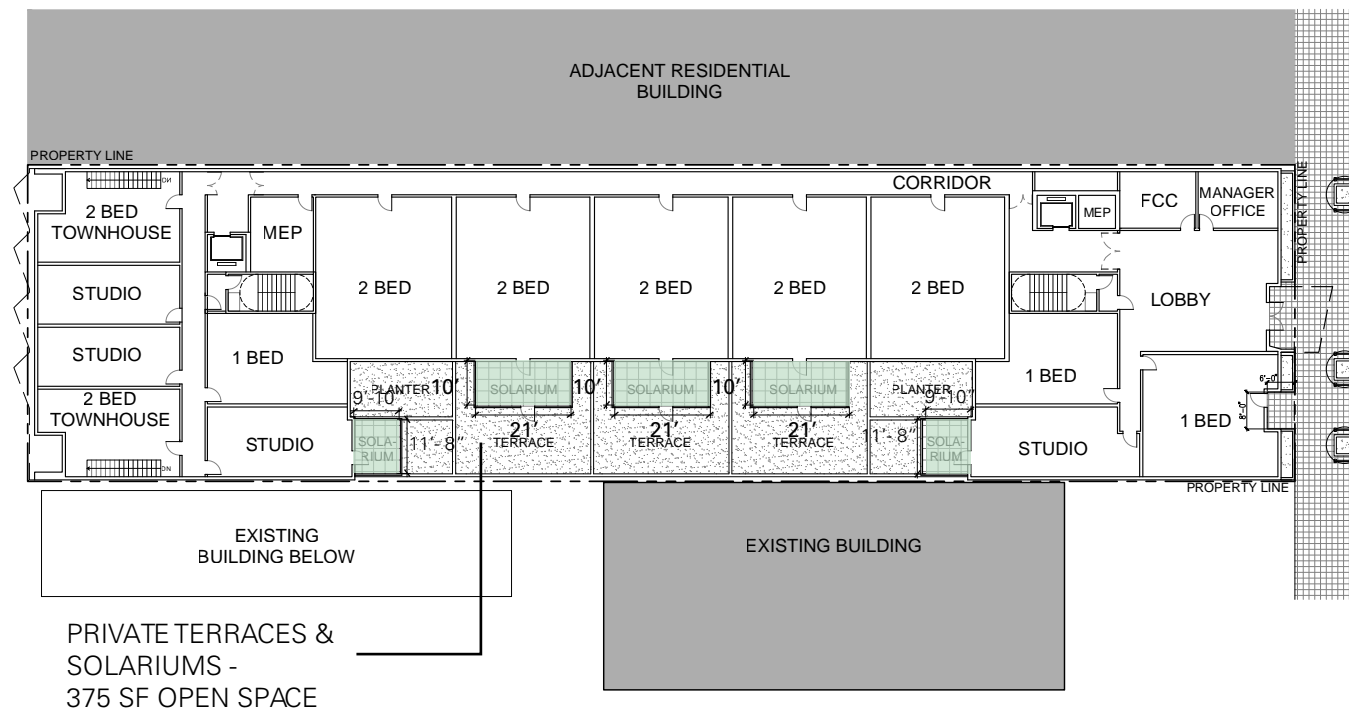 ADJACENT RESIDENTIAL
BUILDING
PROPERTY LINE
PROPERTY LINE
CORRIDOR
DN
2 BED
TOWNHOUSE
MEP
MEP
FCC
MANAGER
OFFICE
STUDIO
2 BED
2 BED
2 BED
2 BED
2 BED
LOBBY
STUDIO
1 BED
1 BED
2 BED
TOWNHOUSE
PLANTER
10'
SOLARIUM
10'
SOLARIUM
10'
SOLARIUM
PLANTER
9'-10"
9'-10"
6'-0"
8'-0"
1 BED
21'
21'
21'
STUDIO
SOLA-
RIUM
11'-8"
TERRACE
TERRACE
TERRACE
11'-8"
SOLA-
RIUM
STUDIO
DN
PROPERTY LINE
EXISTING
BUILDING BELOW
EXISTING BUILDING
PRIVATE TERRACES &
SOLARIUMS -
375 SF OPEN SPACE